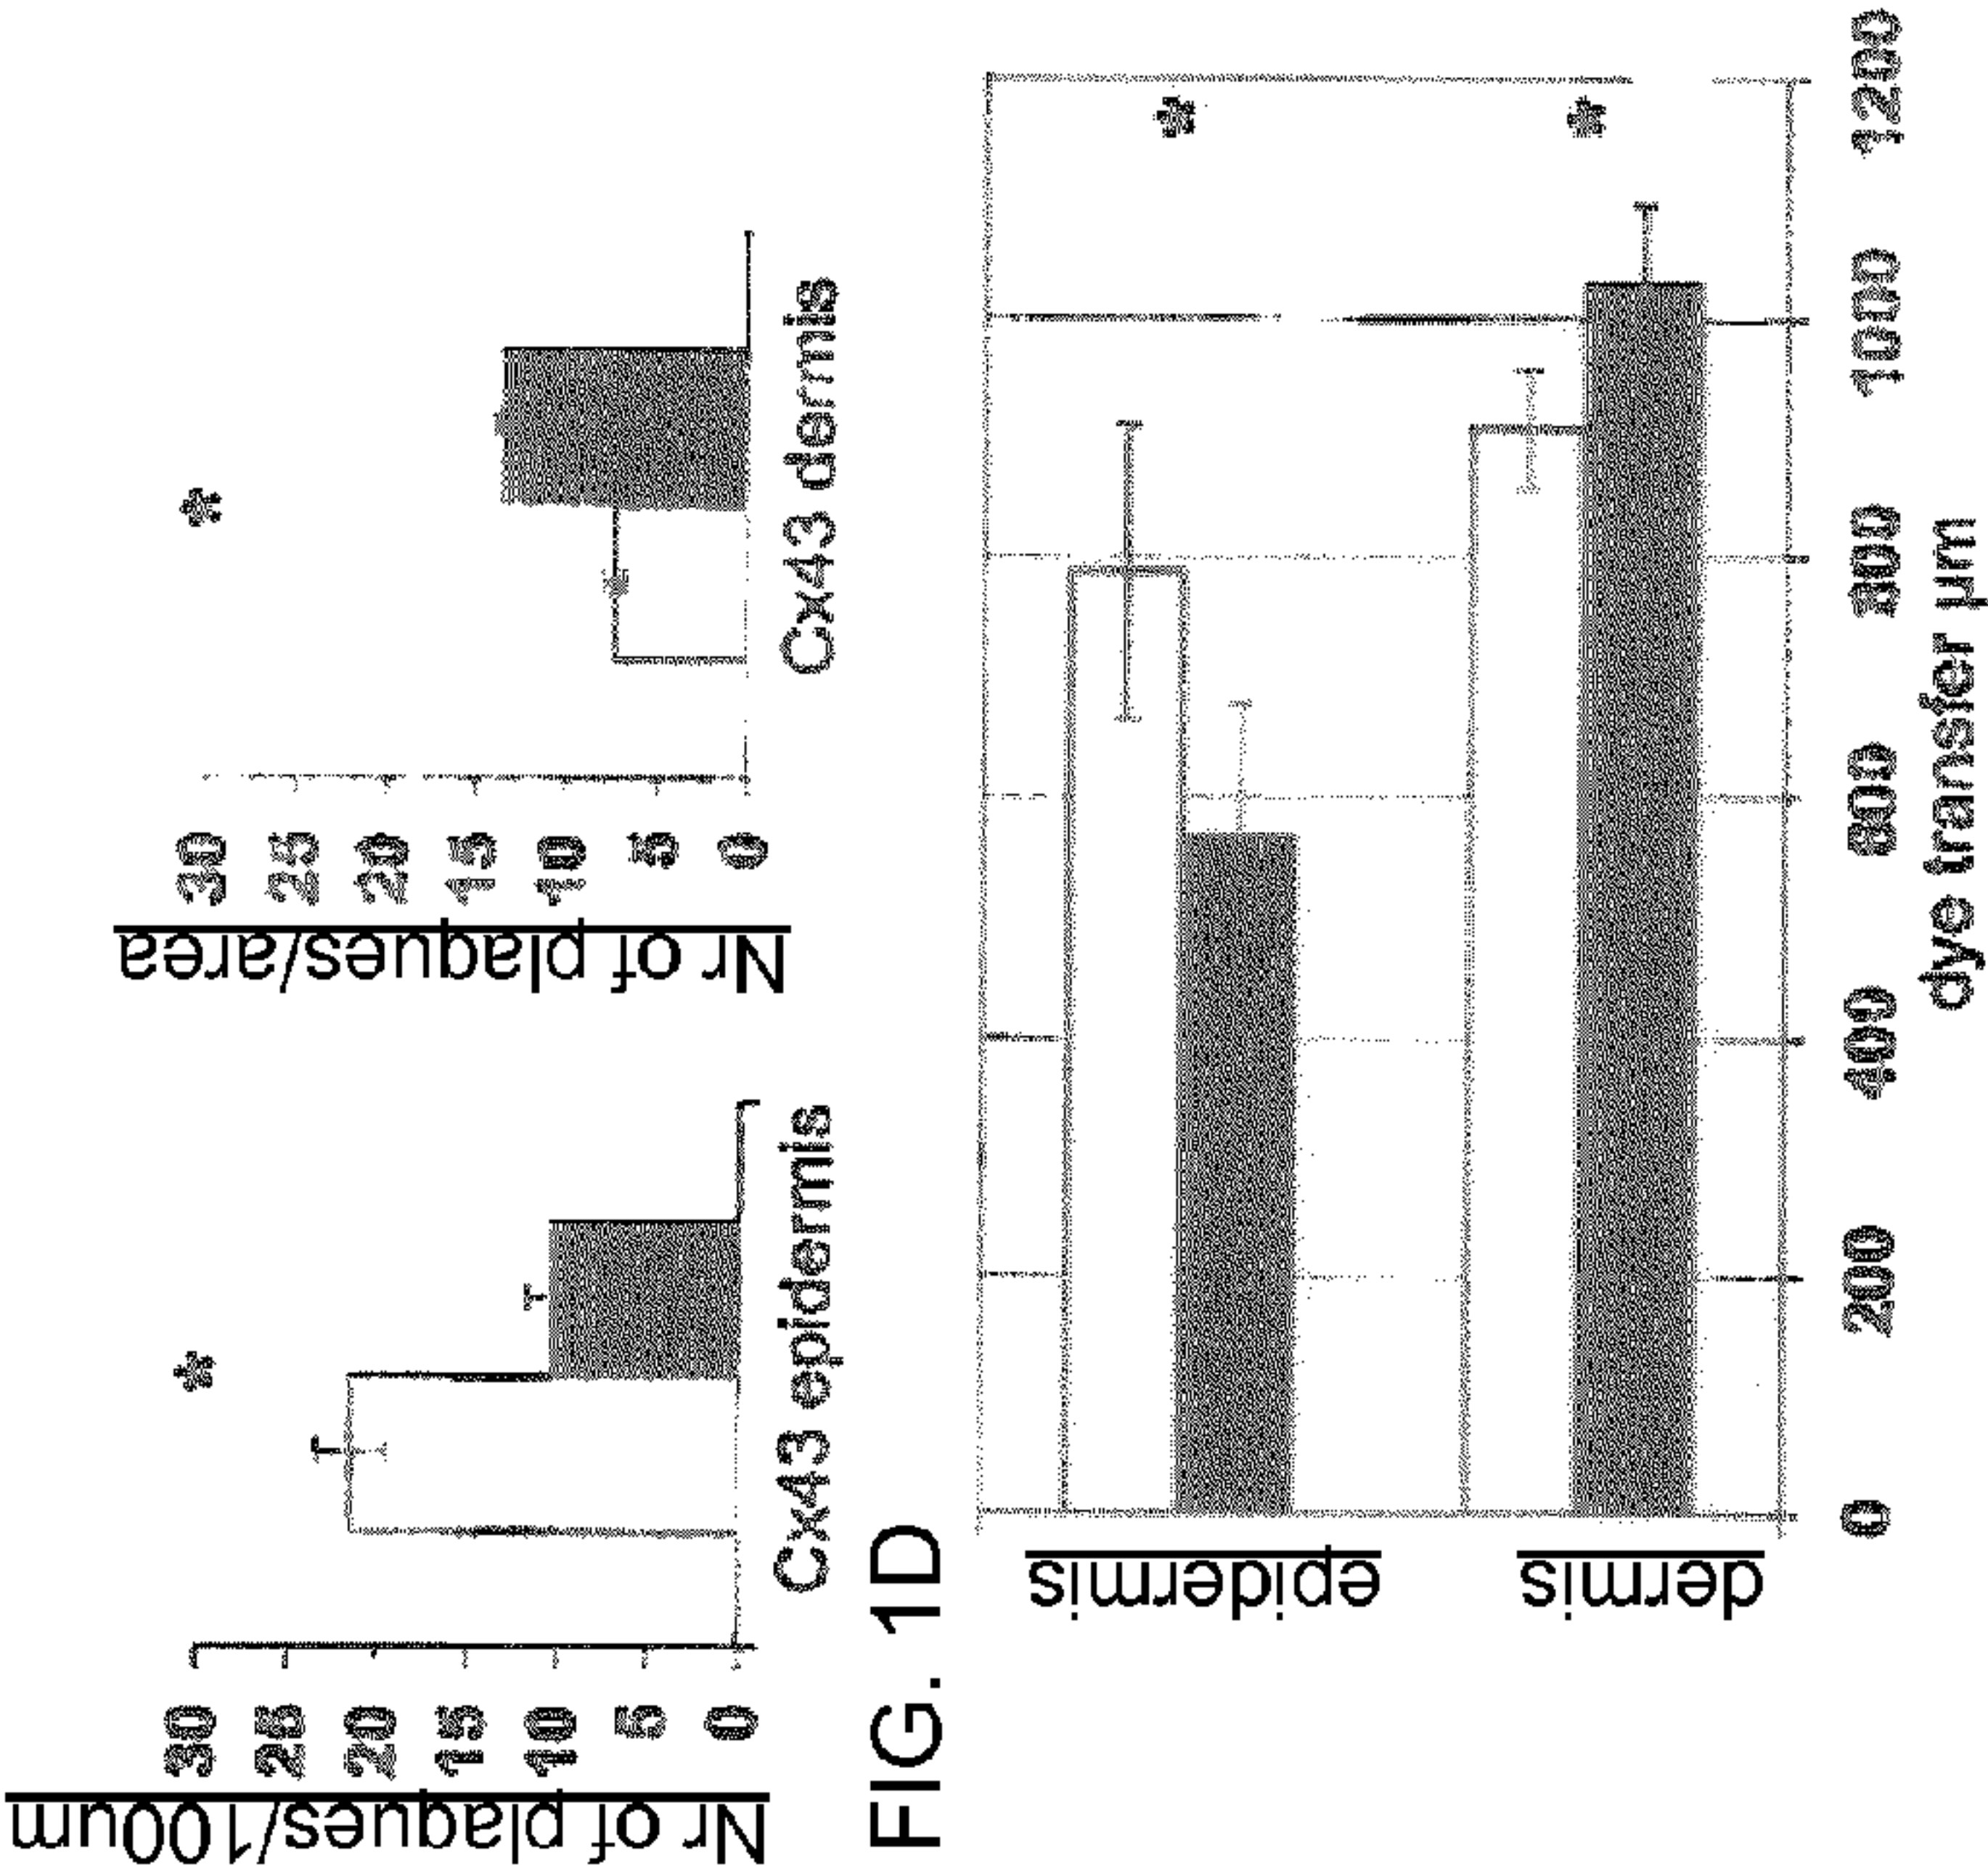 Nr of plaques/100um
30
25
20
15
10
5
0
*
Cx43 epidermis
Nr of plaques/area
30
25
20
15
10
5
0
*
Cx43 dermis
FIG. 1D
epidermis
*
dermis
*
0 200 400 600 800 1000 1200
dye transfer µm